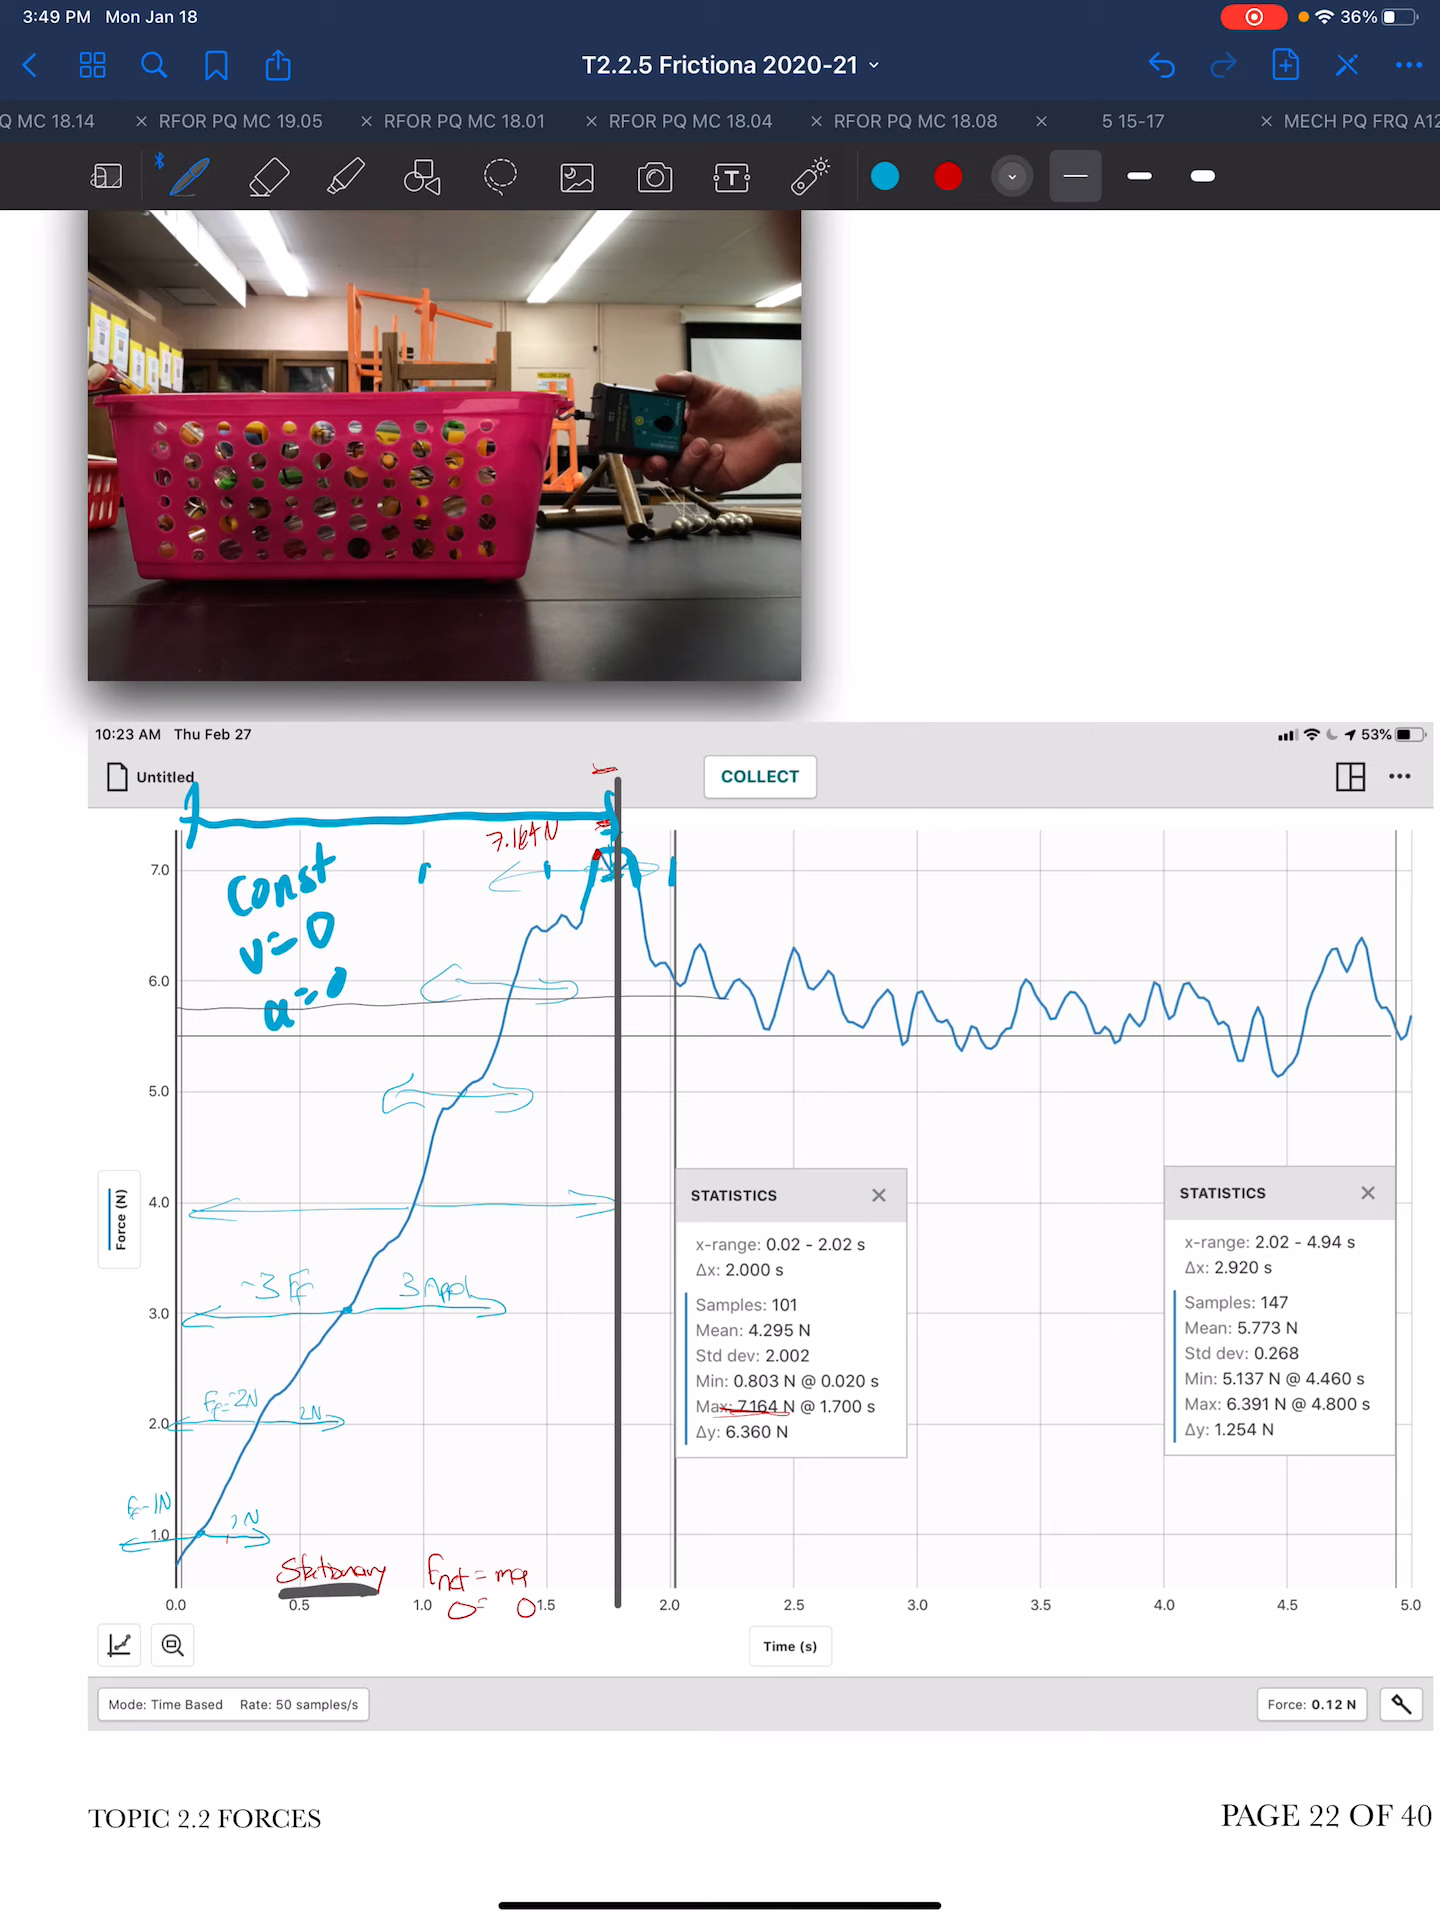 3:49 PM Mon Jan 18
36%
T2.2.5 Frictiona 2020-21
Q MC 18.14
RFOR PQ MC 19.05
RFOR PQ MC 18.01
RFOR PQ MC 18.04
RFOR PQ MC 18.08
5 15-17
MECH PQ FRQ A12
T
10:23 AM Thu Feb 27
53%
Untitled
COLLECT
7.164 N
7.0
const
v=0
6.0
a=0
5.0
Force (N)
4.0
-3 Ff
3 Appl
3.0
Ff=2N
2N
2.0
1.0
STATISTICS
x-range: 0.02 - 2.02 s
Δx: 2.000 s
Samples: 101
Mean: 4.295 N
Std dev: 2.002
Min: 0.803 N @ 0.020 s
Max: 7.164 N @ 1.700 s
Δy: 6.360 N
STATISTICS
x-range: 2.02 - 4.94 s
Δx: 2.920 s
Samples: 147
Mean: 5.773 N
Std dev: 0.268
Min: 5.137 N @ 4.460 s
Max: 6.391 N @ 4.800 s
Δy: 1.254 N
Stationary
Fnet = ma
0 = 0
0.0 0.5 1.0 1.5 2.0 2.5 3.0 3.5 4.0 4.5 5.0
Time (s)
Mode: Time Based Rate: 50 samples/s
Force: 0.12 N
TOPIC 2.2 FORCES
PAGE 22 OF 40